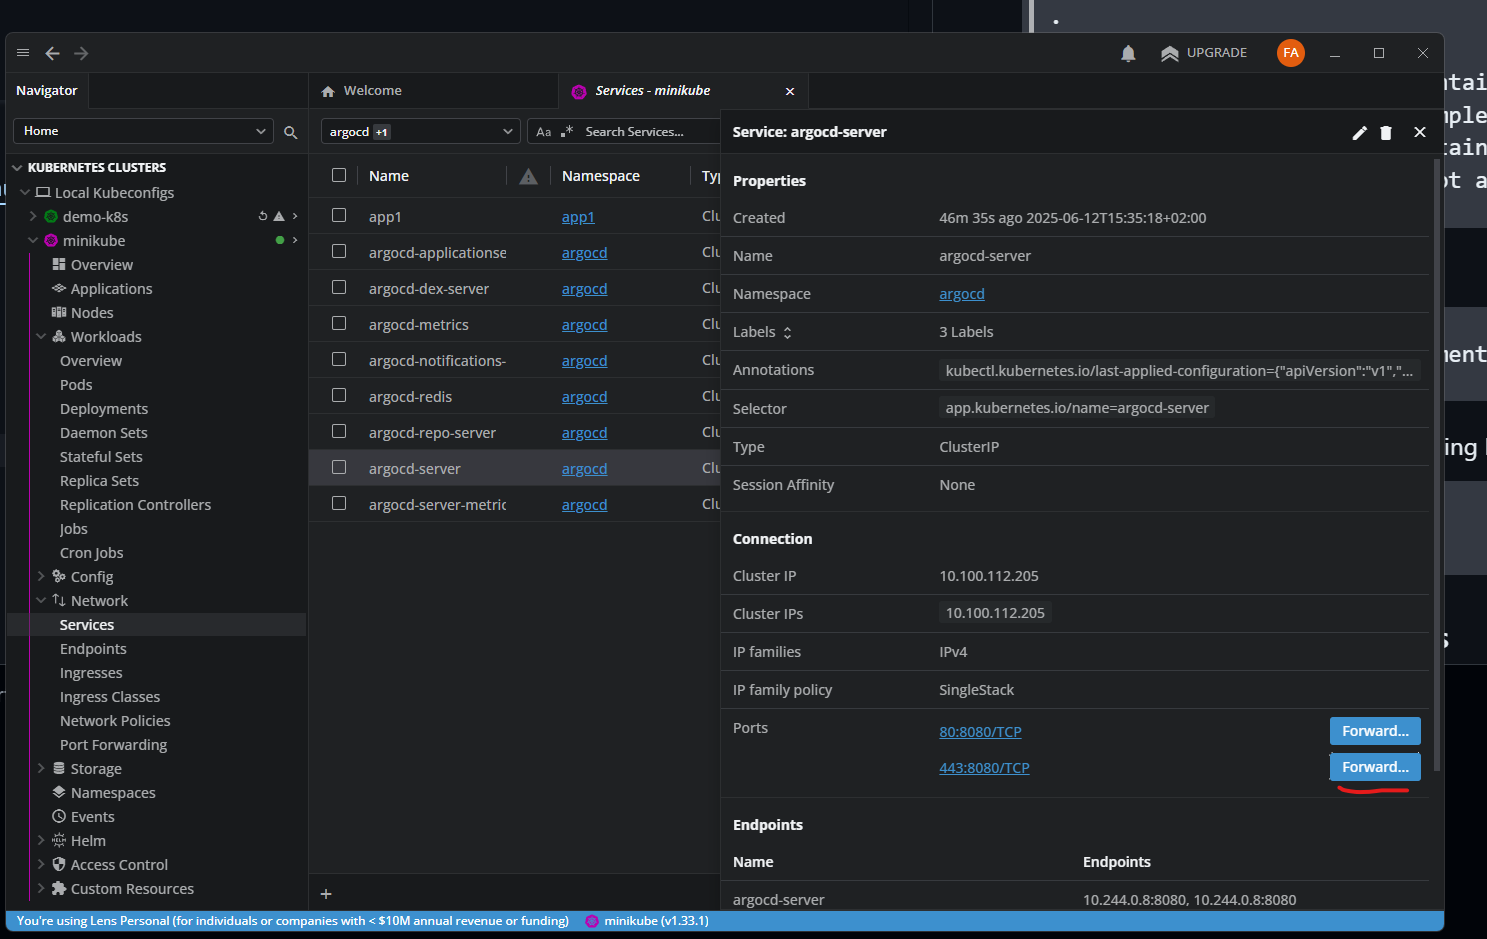 UPGRADE
FA
Navigator
Welcome
Services - minikube
Home
argocd +1
Aa .* Search Services...
Service: argocd-server
KUBERNETES CLUSTERS
Local Kubeconfigs
demo-k8s
minikube
Overview
Applications
Nodes
Workloads
Overview
Pods
Deployments
Daemon Sets
Stateful Sets
Replica Sets
Replication Controllers
Jobs
Cron Jobs
Config
Network
Services
Endpoints
Ingresses
Ingress Classes
Network Policies
Port Forwarding
Storage
Namespaces
Events
Helm
Access Control
Custom Resources
Name Namespace Typ
app1 app1 Clu
argocd-applicationse argocd Clu
argocd-dex-server argocd Clu
argocd-metrics argocd Clu
argocd-notifications- argocd Clu
argocd-redis argocd Clu
argocd-repo-server argocd Clu
argocd-server argocd Clu
argocd-server-metric argocd Clu
Properties
Created 46m 35s ago 2025-06-12T15:35:18+02:00
Name argocd-server
Namespace argocd
Labels 3 Labels
Annotations kubectl.kubernetes.io/last-applied-configuration={"apiVersion":"v1","...
Selector app.kubernetes.io/name=argocd-server
Type ClusterIP
Session Affinity None
Connection
Cluster IP 10.100.112.205
Cluster IPs 10.100.112.205
IP families IPv4
IP family policy SingleStack
Ports 80:8080/TCP Forward...
443:8080/TCP Forward...
Endpoints
Name Endpoints
argocd-server 10.244.0.8:8080, 10.244.0.8:8080
+
You're using Lens Personal (for individuals or companies with < $10M annual revenue or funding) minikube (v1.33.1)